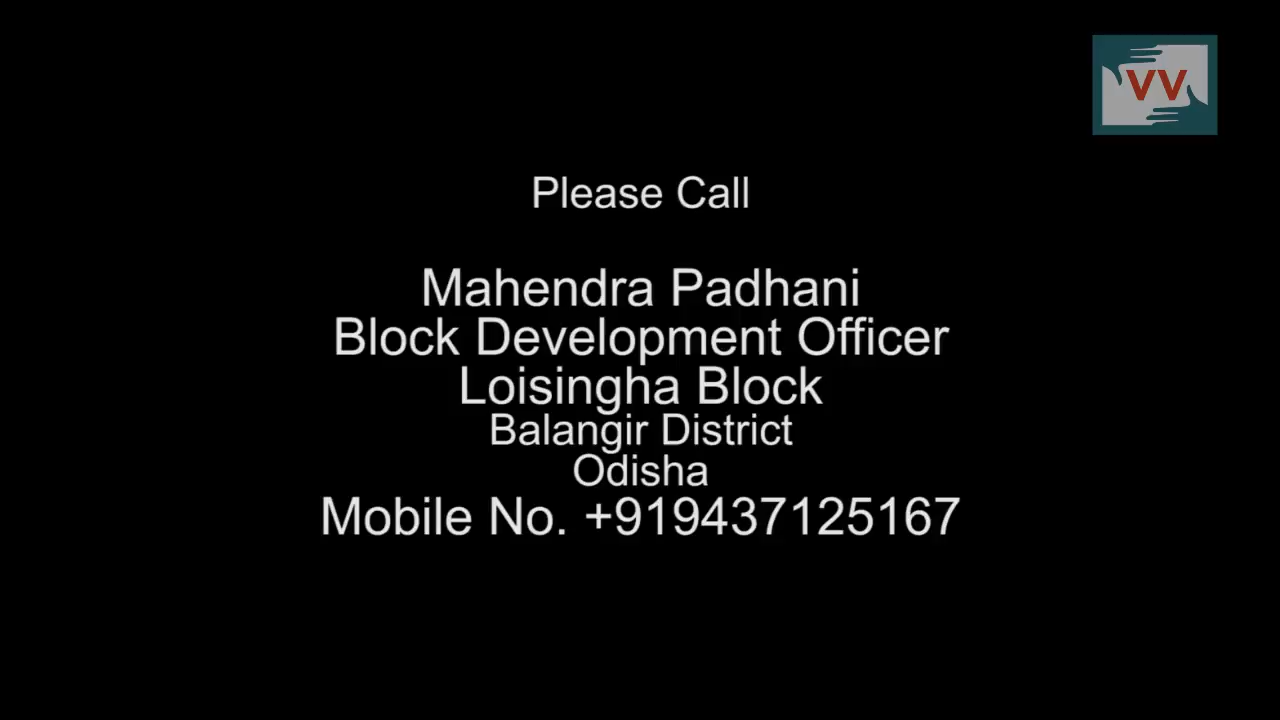 VV
Please Call
Mahendra Padhani
Block Development Officer
Loisingha Block
Balangir District
Odisha
Mobile No. +919437125167